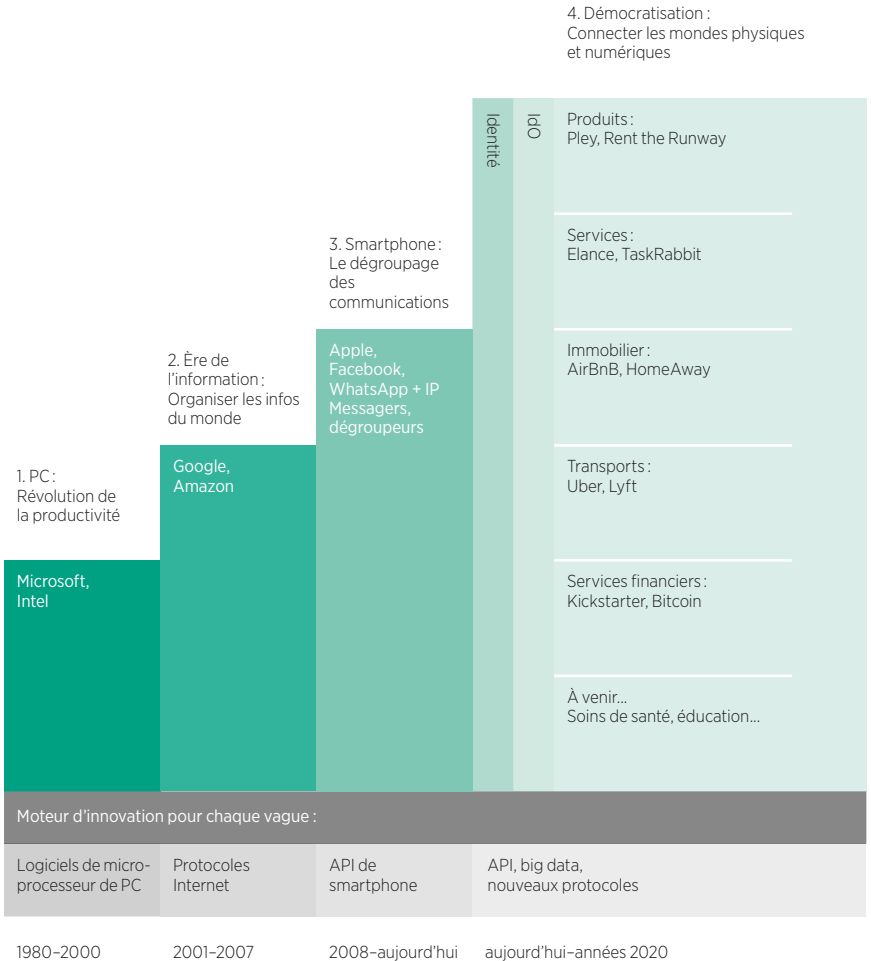 4. Démocratisation :
Connecter les mondes physiques
et numériques
Identité
IdO
Produits :
Pley, Rent the Runway
Services :
Elance, TaskRabbit
3. Smartphone :
Le dégroupage
des
communications
Apple,
Facebook,
WhatsApp + IP
Messagers,
dégroupeurs
Immobilier :
AirBnB, HomeAway
2. Ère de
l’information :
Organiser les infos
du monde
Google,
Amazon
Transports :
Uber, Lyft
1. PC :
Révolution de
la productivité
Microsoft,
Intel
Services financiers :
Kickstarter, Bitcoin
À venir...
Soins de santé, éducation...
Moteur d’innovation pour chaque vague :
Logiciels de micro-
processeur de PC
Protocoles
Internet
API de
smartphone
API, big data,
nouveaux protocoles
1980–2000
2001–2007
2008–aujourd’hui
aujourd’hui–années 2020